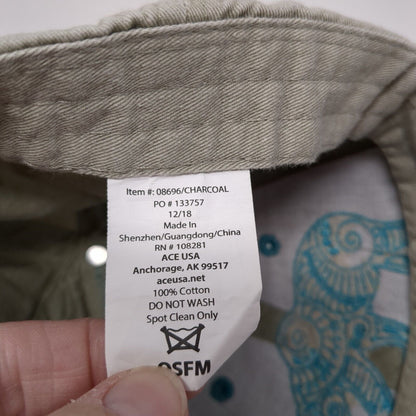 Item #: 08696/CHARCOAL
PO # 133757
12/18
Made In
Shenzhen/Guangdong/China
RN # 108281
ACE USA
Anchorage, AK 99517
aceusa.net
100% Cotton
DO NOT WASH
Spot Clean Only
OSFM